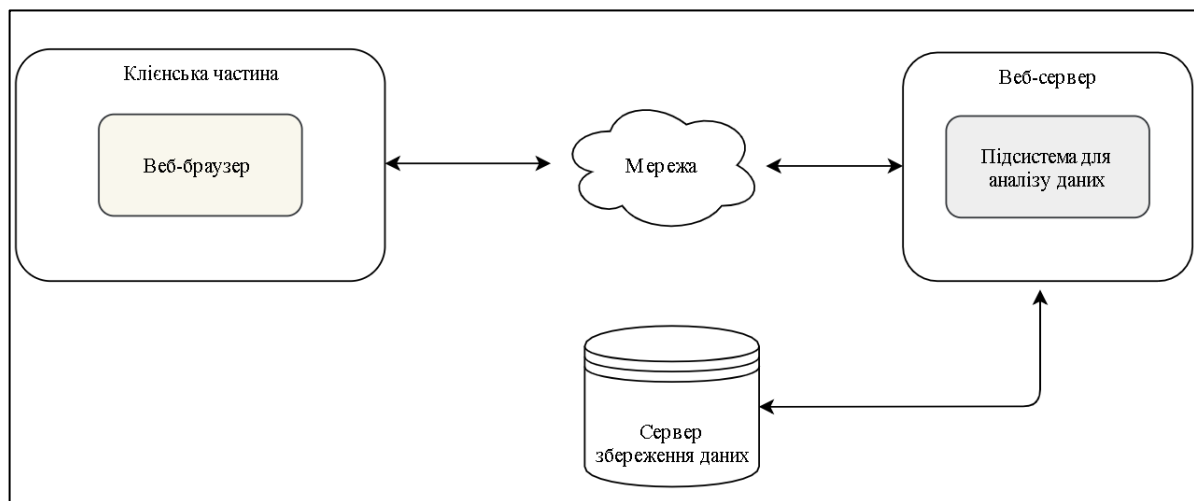 Клієнська частина
Веб-браузер
Мережа
Веб-сервер
Підсистема для
аналізу даних
Сервер
збереження даних